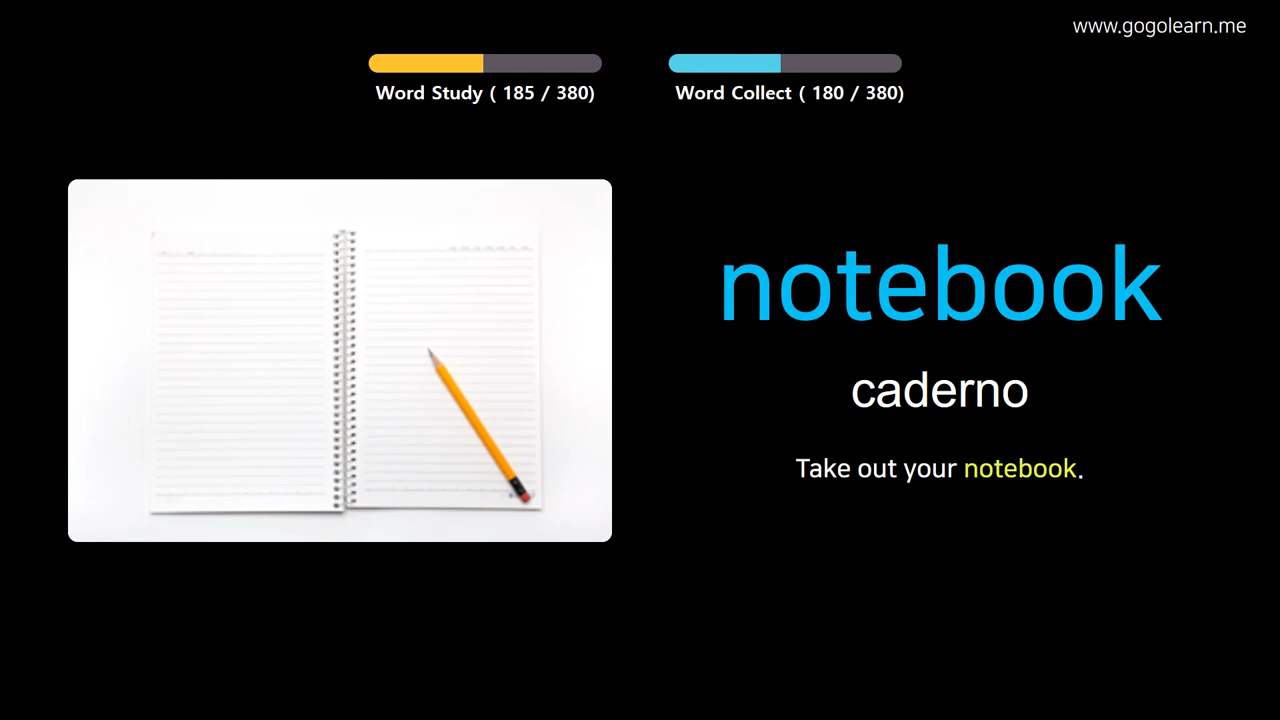 www.gogolearn.me
Word Study ( 185 / 380)
Word Collect ( 180 / 380)
notebook
caderno
Take out your notebook.